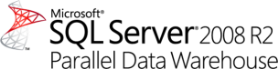 Microsoft®
SQL Server® 2008 R2
Parallel Data Warehouse